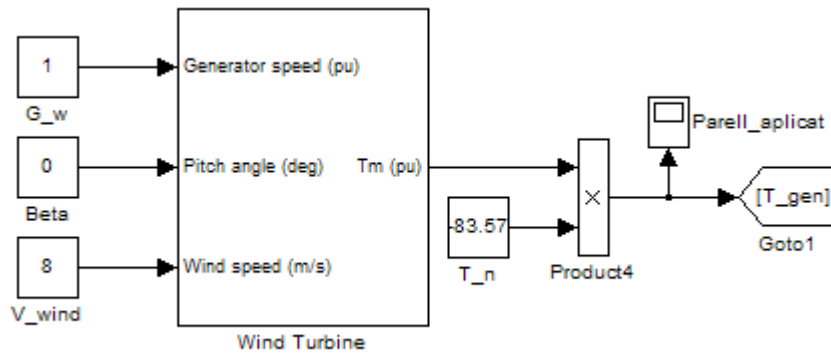 1
G_w
0
Beta
8
V_wind
Generator speed (pu)
Pitch angle (deg)
Wind speed (m/s)
Tm (pu)
Wind Turbine
-83.57
T_n
×
Product4
Parell_aplicat
[T_gen]
Goto1